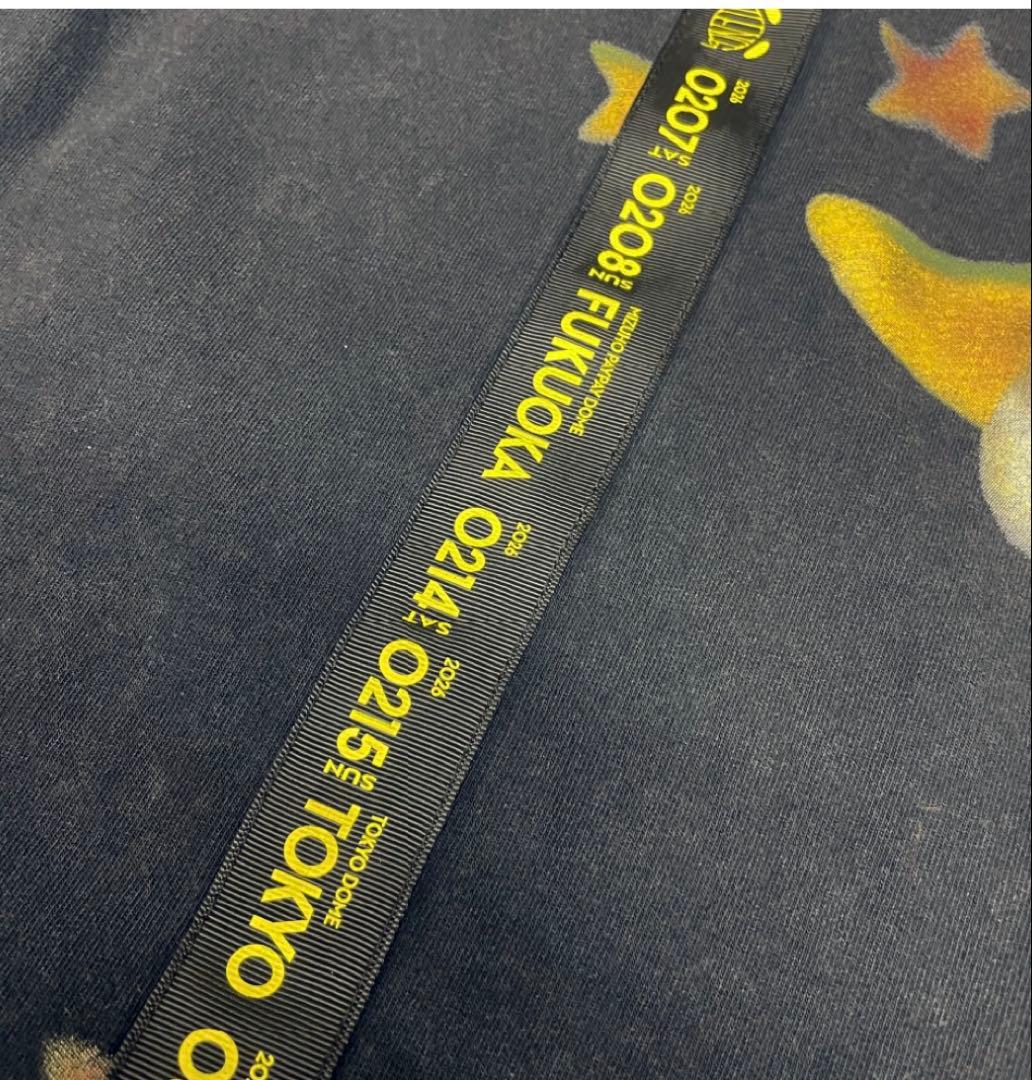 2026
0207 SAT
2026
0208 SUN
MIZUHO PAYPAY DOME
FUKUOKA
2026
0214 SAT
2026
0215 SUN
TOKYO DOME
TOKYO